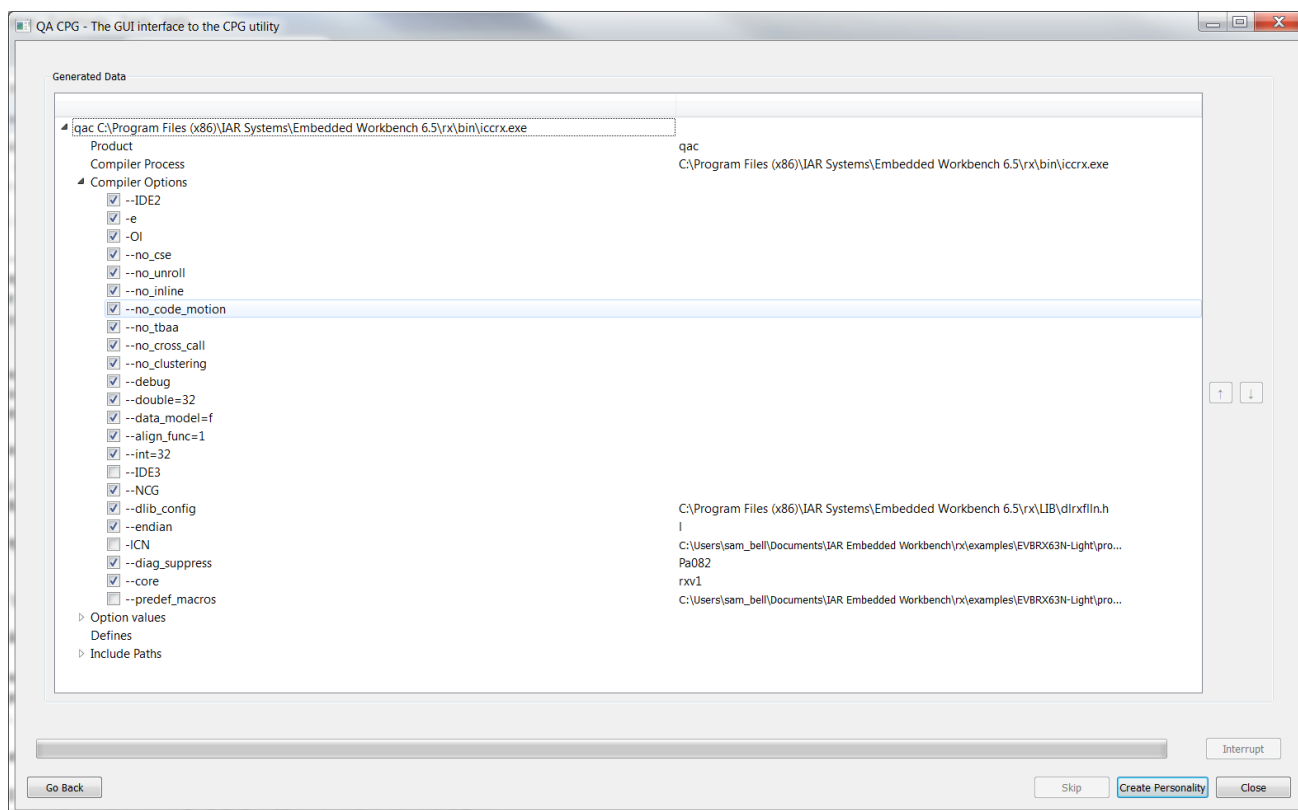 QA CPG - The GUI interface to the CPG utility
Generated Data
qac C:\Program Files (x86)\IAR Systems\Embedded Workbench 6.5\rx\bin\iccrx.exe
Product qac
Compiler Process C:\Program Files (x86)\IAR Systems\Embedded Workbench 6.5\rx\bin\iccrx.exe
Compiler Options
--IDE2
-e
-Ol
--no_cse
--no_unroll
--no_inline
--no_code_motion
--no_tbaa
--no_cross_call
--no_clustering
--debug
--double=32
--data_model=f
--align_func=1
--int=32
--IDE3
--NCG
--dlib_config C:\Program Files (x86)\IAR Systems\Embedded Workbench 6.5\rx\LIB\dlrxflln.h
--endian l
-ICN C:\Users\sam_bell\Documents\IAR Embedded Workbench\rx\examples\EVBRX63N-Light\pro...
--diag_suppress Pa082
--core rxv1
--predef_macros C:\Users\sam_bell\Documents\IAR Embedded Workbench\rx\examples\EVBRX63N-Light\pro...
Option values
Defines
Include Paths
↑ ↓
Interrupt
Go Back Skip Create Personality Close